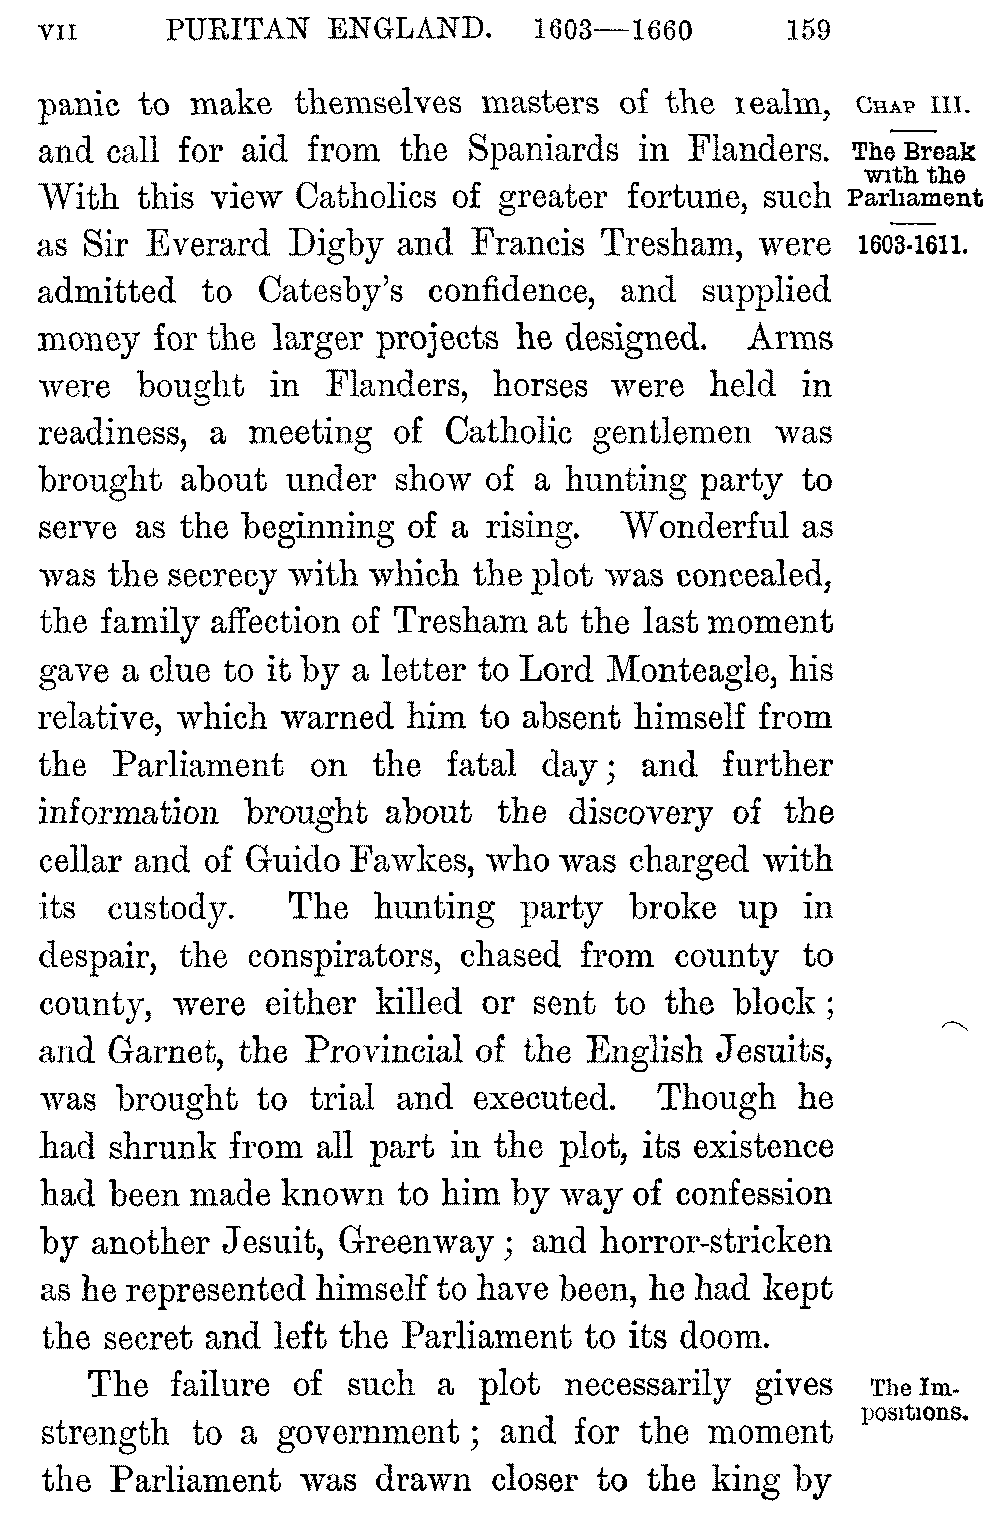 VII PURITAN ENGLAND. 1603—1660 159
panic to make themselves masters of the realm,
and call for aid from the Spaniards in Flanders.
With this view Catholics of greater fortune, such
as Sir Everard Digby and Francis Tresham, were
admitted to Catesby's confidence, and supplied
money for the larger projects he designed. Arms
were bought in Flanders, horses were held in
readiness, a meeting of Catholic gentlemen was
brought about under show of a hunting party to
serve as the beginning of a rising. Wonderful as
was the secrecy with which the plot was concealed,
the family affection of Tresham at the last moment
gave a clue to it by a letter to Lord Monteagle, his
relative, which warned him to absent himself from
the Parliament on the fatal day; and further
information brought about the discovery of the
cellar and of Guido Fawkes, who was charged with
its custody. The hunting party broke up in
despair, the conspirators, chased from county to
county, were either killed or sent to the block;
and Garnet, the Provincial of the English Jesuits,
was brought to trial and executed. Though he
had shrunk from all part in the plot, its existence
had been made known to him by way of confession
by another Jesuit, Greenway; and horror-stricken
as he represented himself to have been, he had kept
the secret and left the Parliament to its doom.
The failure of such a plot necessarily gives
strength to a government; and for the moment
the Parliament was drawn closer to the king by
CHAP III.
The Break
with the
Parliament
1603-1611.
The Im-
positions.